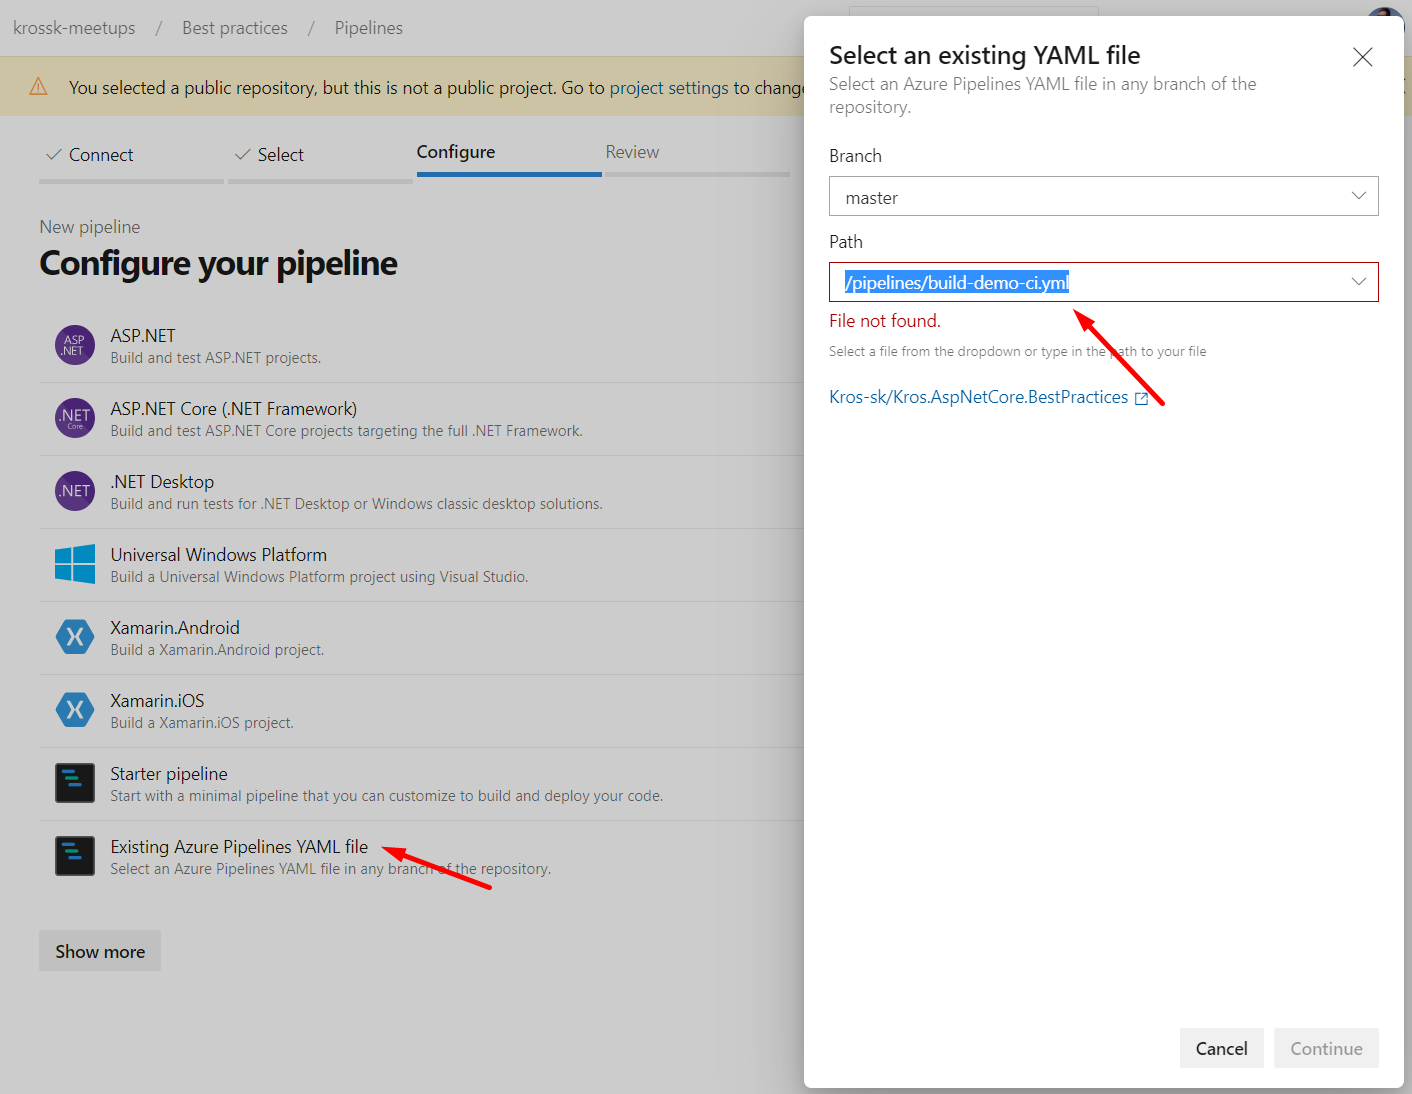 krossk-meetups / Best practices / Pipelines
You selected a public repository, but this is not a public project. Go to project settings to change
Connect
Select
Configure
Review
New pipeline
Configure your pipeline
ASP
.NET
ASP.NET
Build and test ASP.NET projects.
.NET
Core
ASP.NET Core (.NET Framework)
Build and test ASP.NET Core projects targeting the full .NET Framework.
.NET
.NET Desktop
Build and run tests for .NET Desktop or Windows classic desktop solutions.
Universal Windows Platform
Build a Universal Windows Platform project using Visual Studio.
Xamarin.Android
Build a Xamarin.Android project.
Xamarin.iOS
Build a Xamarin.iOS project.
Starter pipeline
Start with a minimal pipeline that you can customize to build and deploy your code.
Existing Azure Pipelines YAML file
Select an Azure Pipelines YAML file in any branch of the repository.
Show more
Select an existing YAML file
Select an Azure Pipelines YAML file in any branch of the
repository.
Branch
master
Path
/pipelines/build-demo-ci.yml
File not found.
Select a file from the dropdown or type in the path to your file
Kros-sk/Kros.AspNetCore.BestPractices
Cancel
Continue